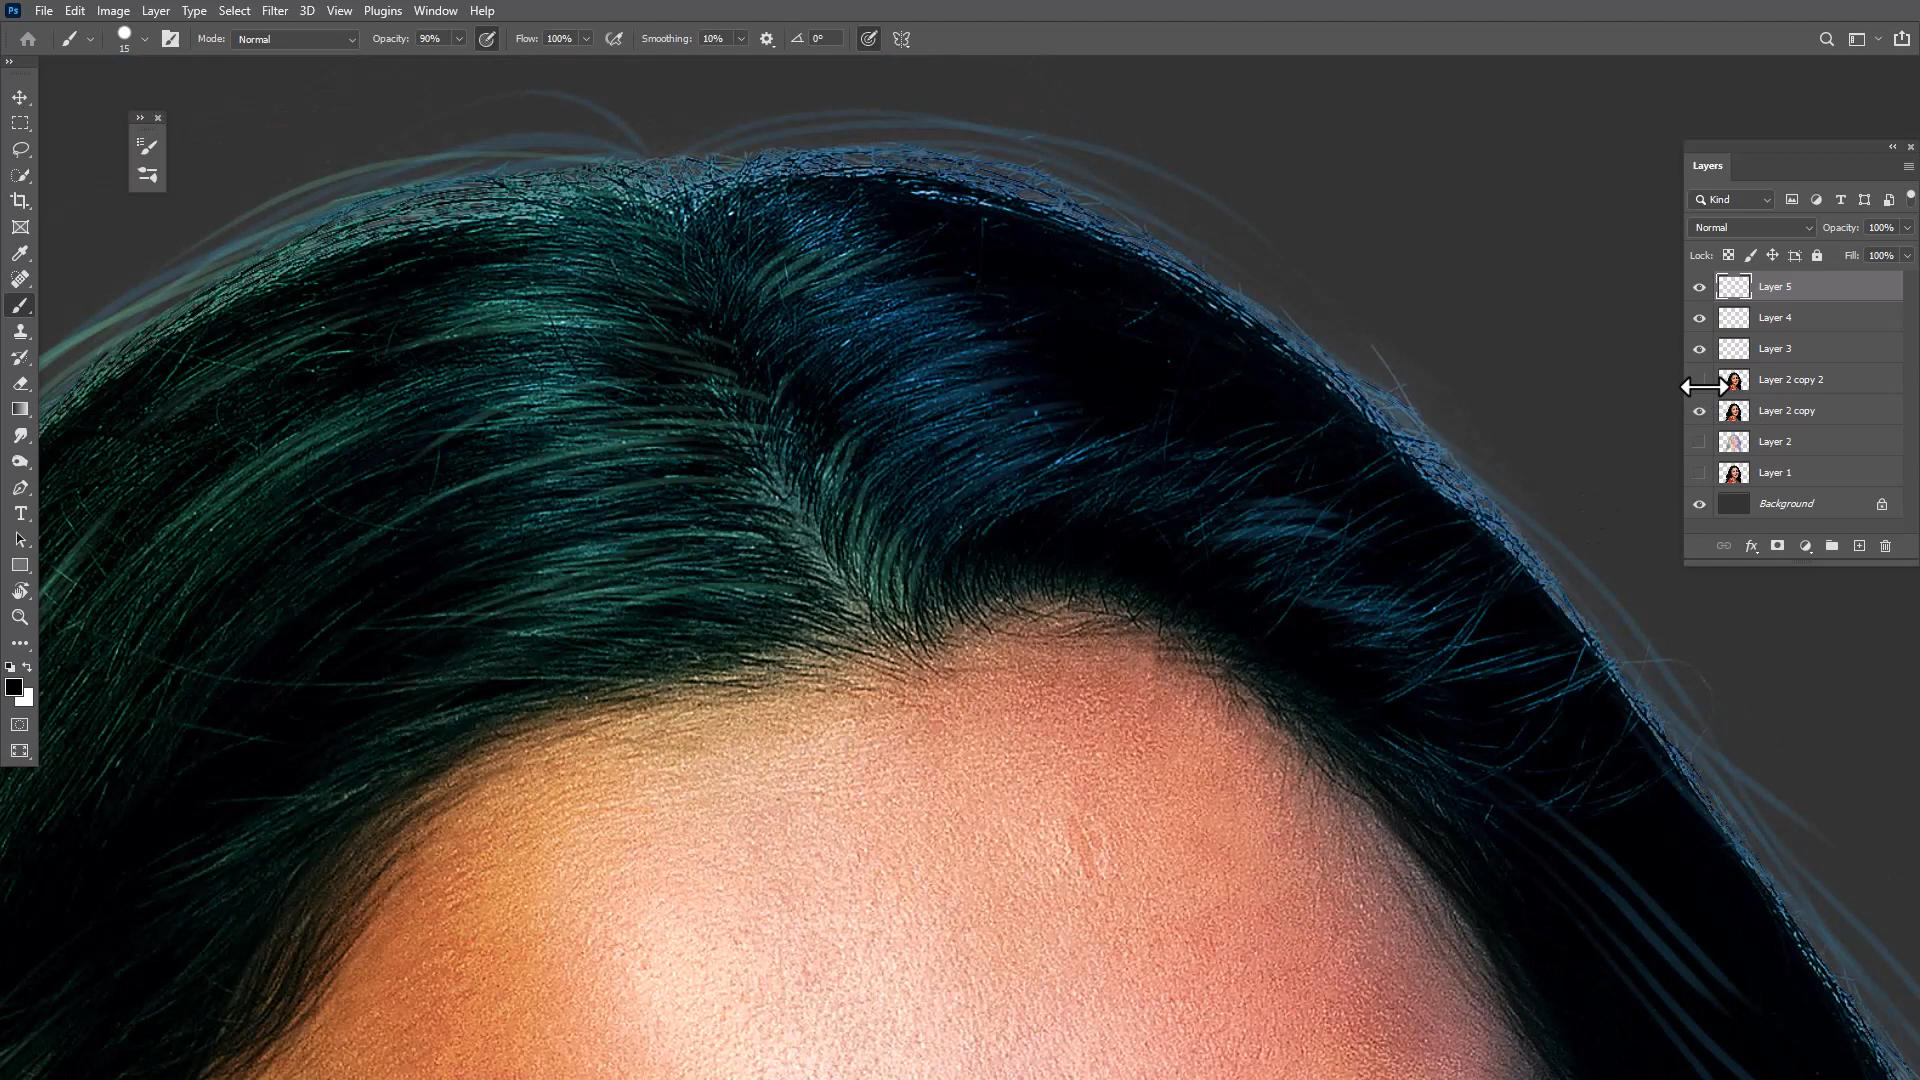 Ps File Edit Image Layer Type Select Filter 3D View Plugins Window Help
15 Mode: Normal Opacity: 90% Flow: 100% Smoothing: 10% 0°
Layers
Kind
Normal Opacity: 100%
Lock: Fill: 100%
Layer 5
Layer 4
Layer 3
Layer 2 copy 2
Layer 2 copy
Layer 2
Layer 1
Background
fx